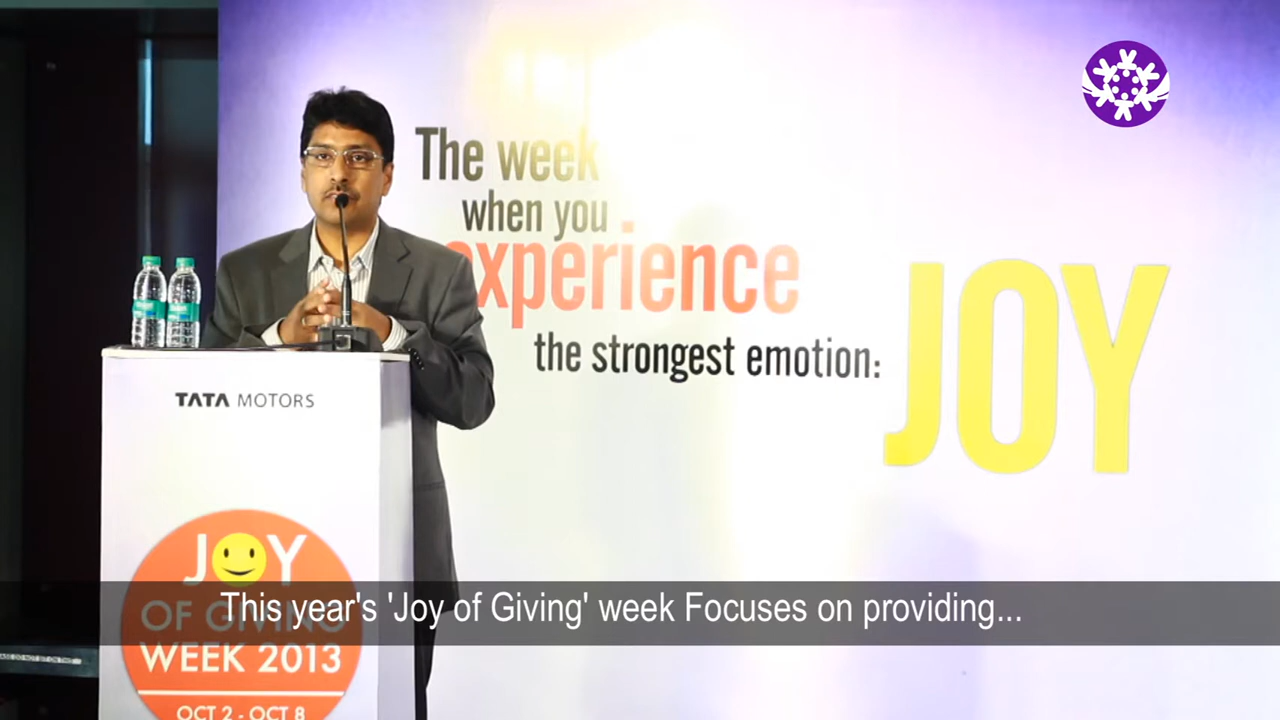 The week
when you
experience
the strongest emotion:
JOY
TATA MOTORS
JOY
OF GIVING
WEEK 2013
OCT 2 - OCT 8
This year's 'Joy of Giving' week Focuses on providing...